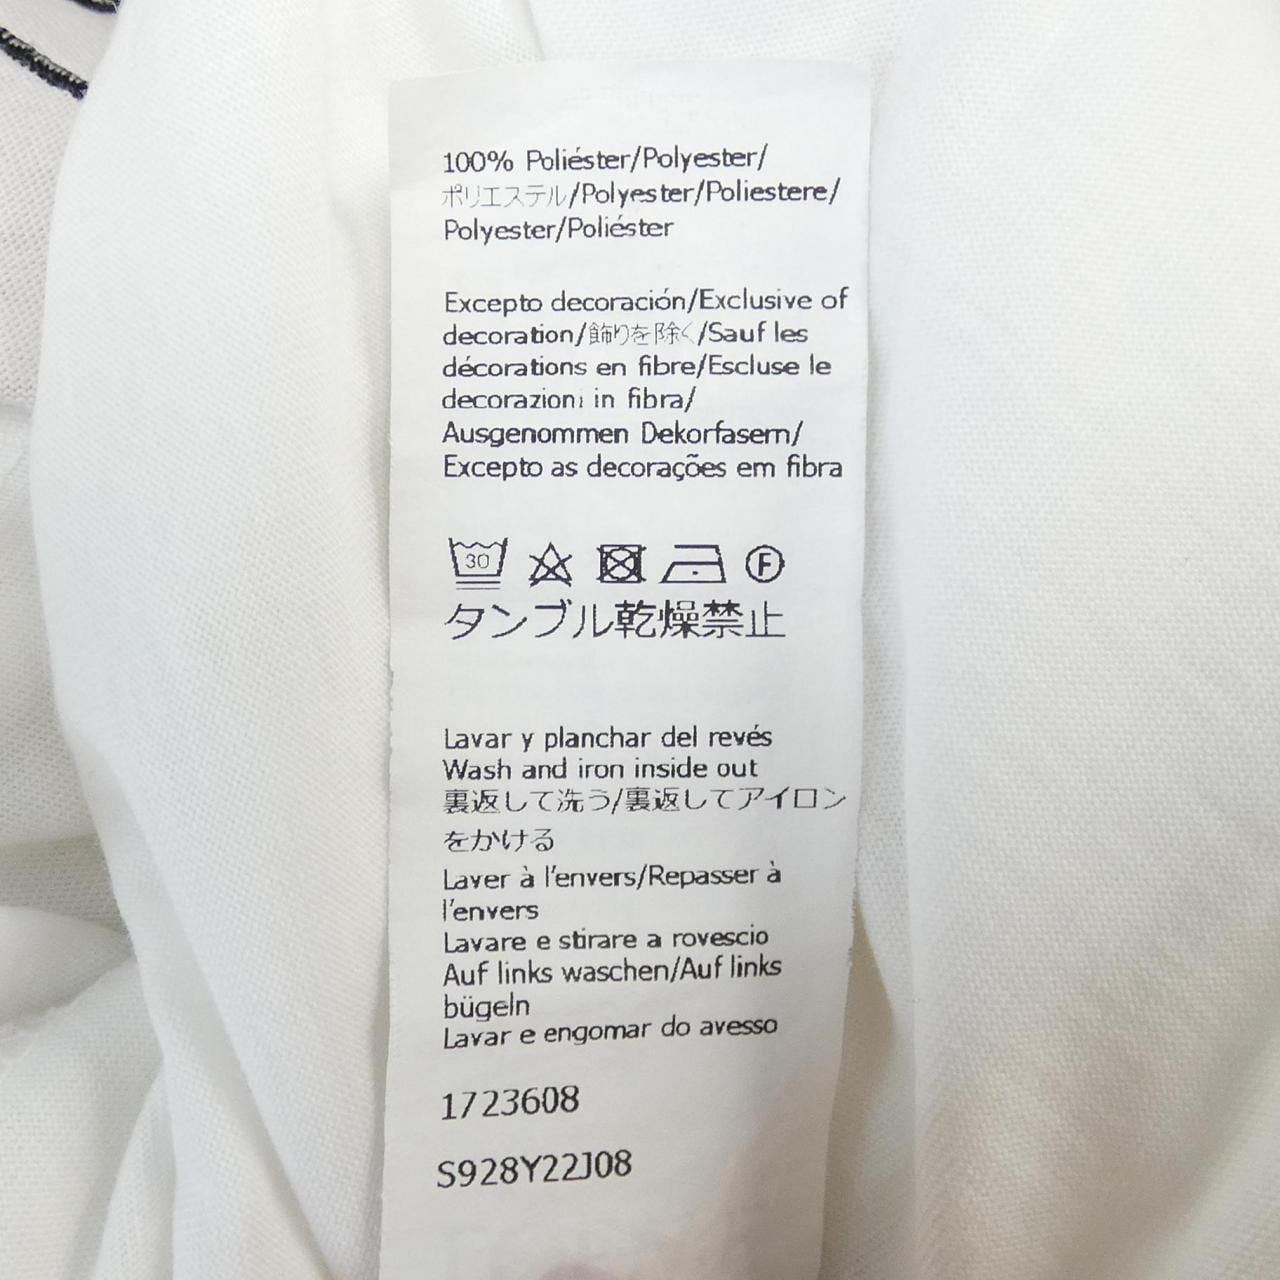 100% Poliéster/Polyester/
ポリエステル/Polyester/Poliestere/
Polyester/Poliéster
Excepto decoración/Exclusive of
decoration/飾りを除く/Sauf les
décorations en fibre/Escluse le
decorazioni in fibra/
Ausgenommen Dekorfasern/
Excepto as decorações em fibra
30 F
タンブル乾燥禁止
Lavar y planchar del revés
Wash and iron inside out
裏返して洗う/裏返してアイロン
をかける
Laver à l'envers/Repasser à
l'envers
Lavare e stirare a rovescio
Auf links waschen/Auf links
bügeln
Lavar e engomar do avesso
1723608
S928Y22J08